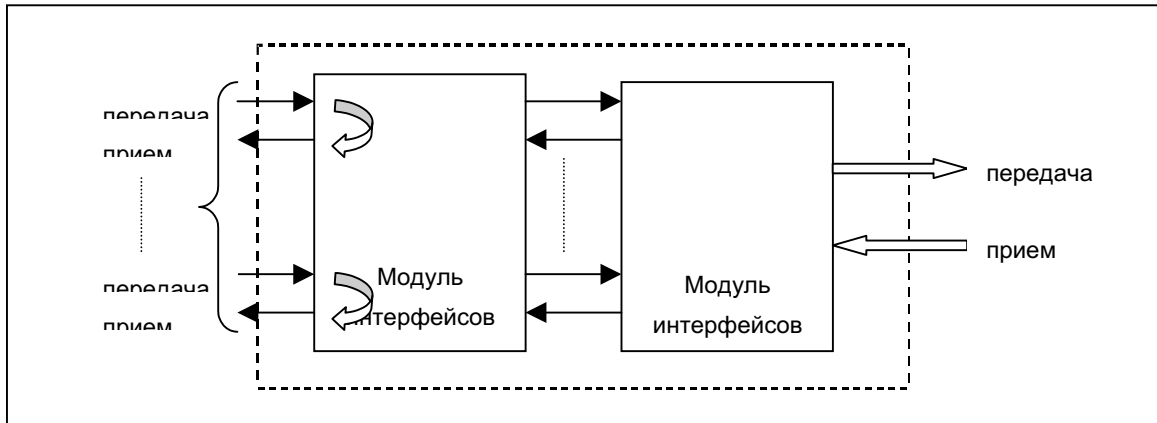 передача
прием
передача
прием
Модуль
интерфейсов
Модуль
интерфейсов
передача
прием